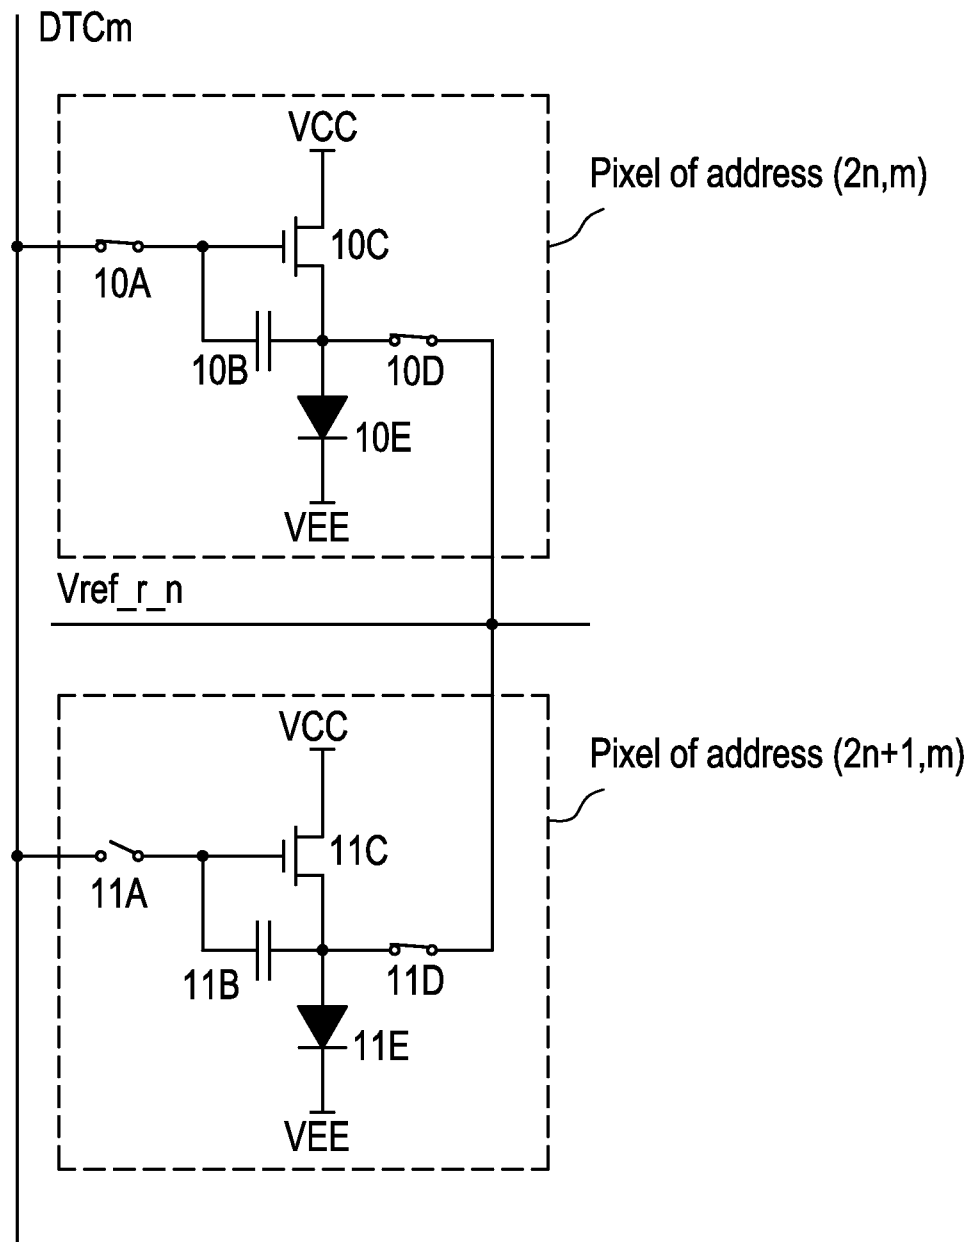 DTCm
VCC
Pixel of address (2n,m)
10C
10A
10B
10D
10E
VEE
Vref_r_n
VCC
Pixel of address (2n+1,m)
11C
11A
11B
11D
11E
VEE